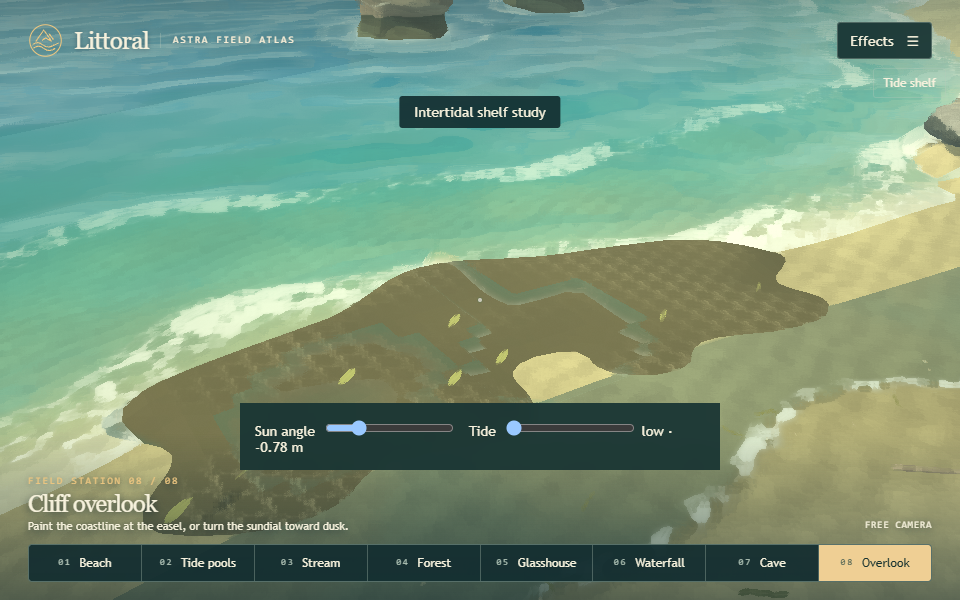 Littoral
ASTRA FIELD ATLAS
Effects ☰
Tide shelf
Intertidal shelf study
Sun angle
Tide
low ·
-0.78 m
FIELD STATION 08 / 08
Cliff overlook
Paint the coastline at the easel, or turn the sundial toward dusk.
FREE CAMERA
01 Beach
02 Tide pools
03 Stream
04 Forest
05 Glasshouse
06 Waterfall
07 Cave
08 Overlook